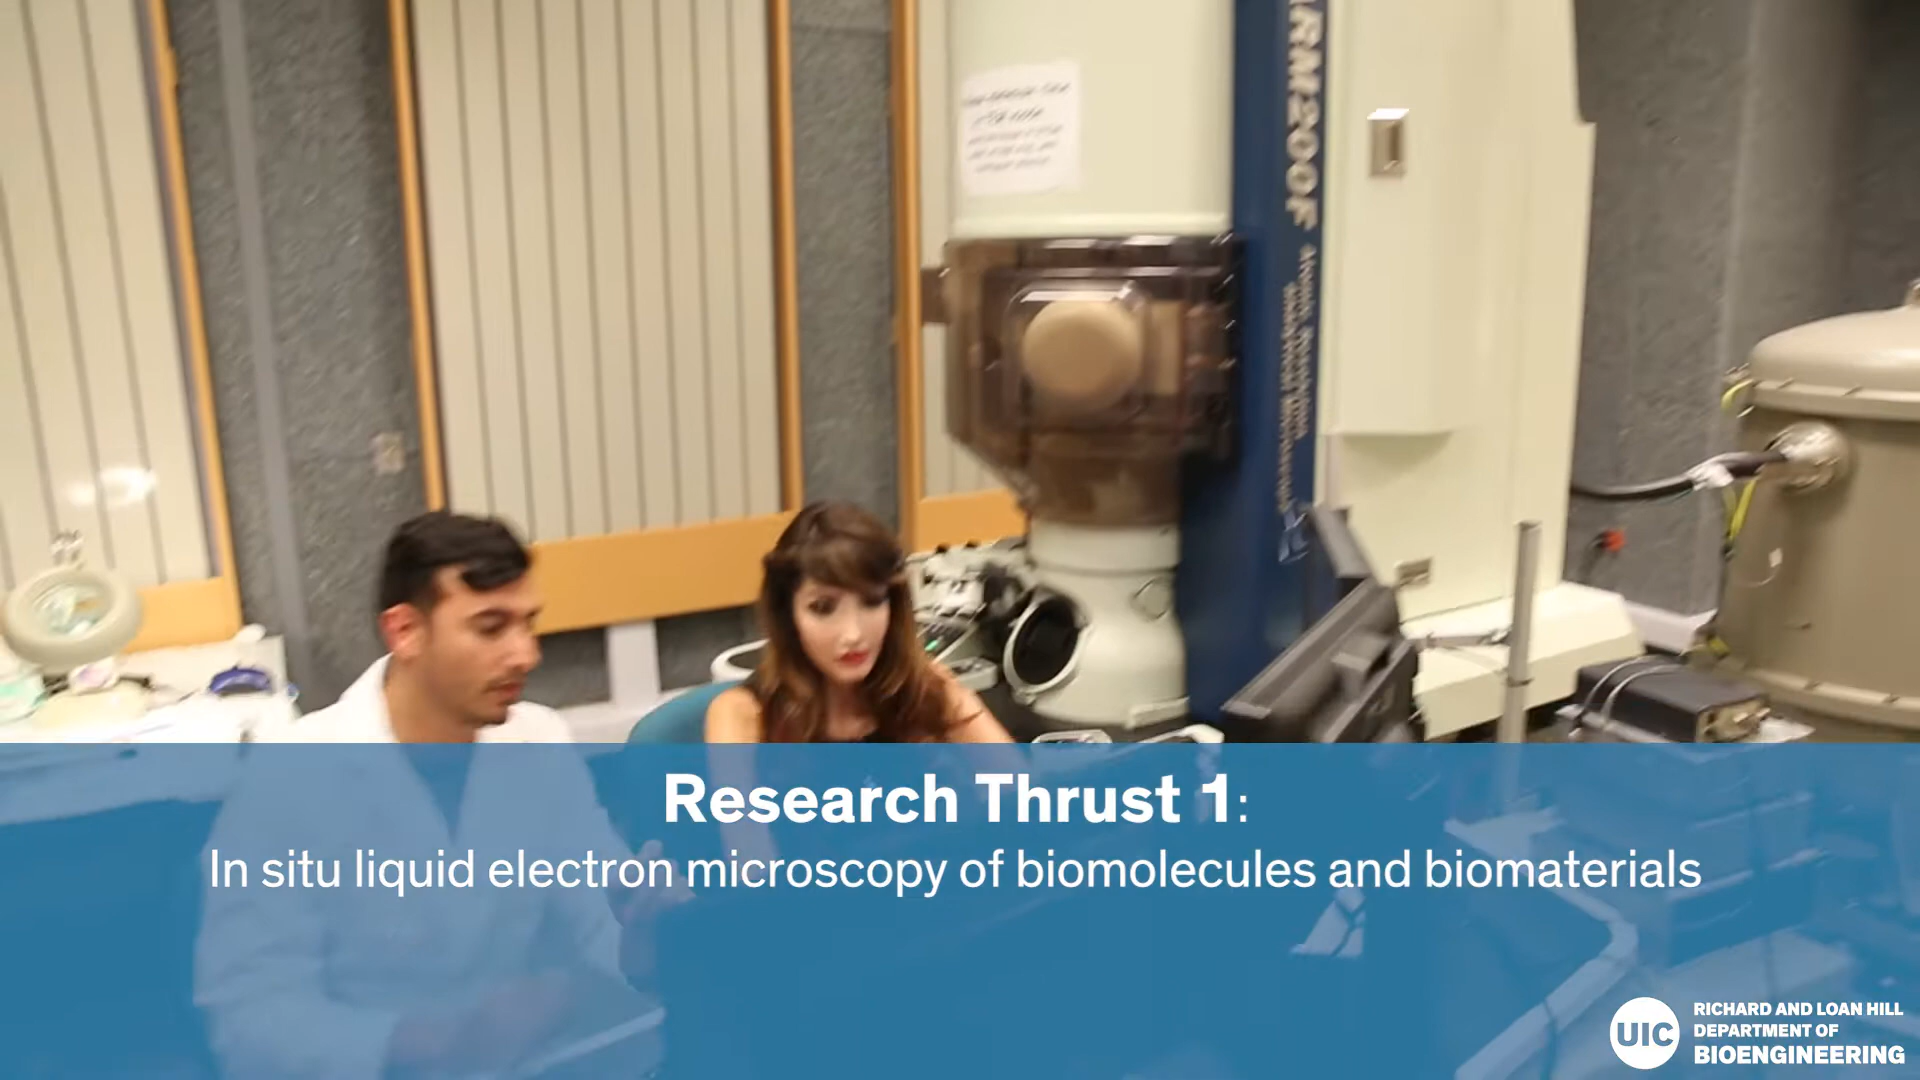 RM200F
Research Thrust 1:
In situ liquid electron microscopy of biomolecules and biomaterials
UIC
RICHARD AND LOAN HILL
DEPARTMENT OF
BIOENGINEERING